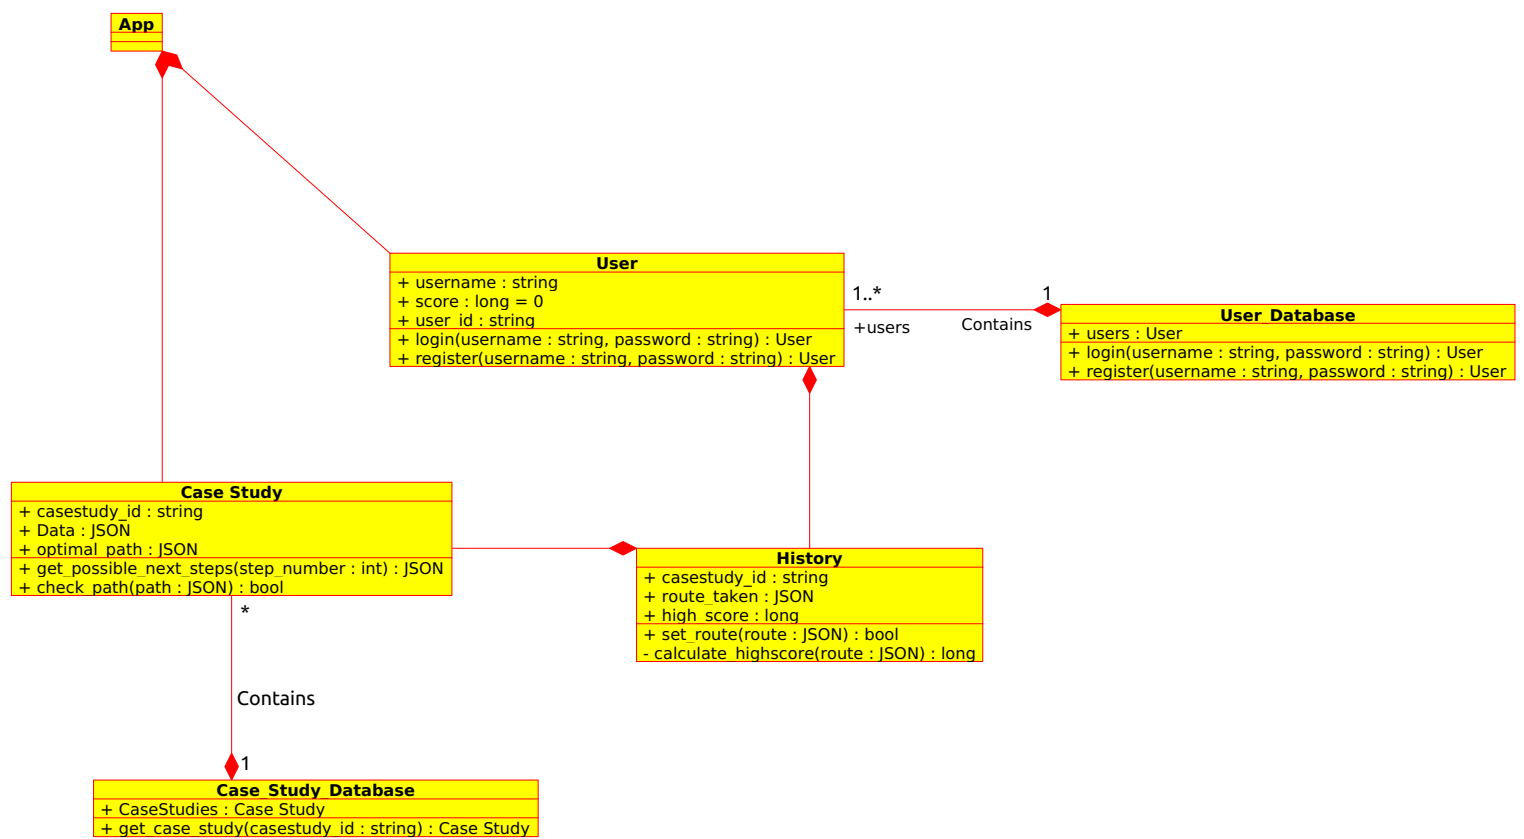 App
User
+ username : string
+ score : long = 0
+ user_id : string
+ login(username : string, password : string) : User
+ register(username : string, password : string) : User
1..*
1
+users
Contains
User_Database
+ users : User
+ login(username : string, password : string) : User
+ register(username : string, password : string) : User
Case Study
+ casestudy_id : string
+ Data : JSON
+ optimal_path : JSON
+ get_possible_next_steps(step_number : int) : JSON
+ check_path(path : JSON) : bool
History
+ casestudy_id : string
+ route_taken : JSON
+ high_score : long
+ set_route(route : JSON) : bool
- calculate_highscore(route : JSON) : long
*
Contains
1
Case_Study_Database
+ CaseStudies : Case Study
+ get_case_study(casestudy_id : string) : Case Study